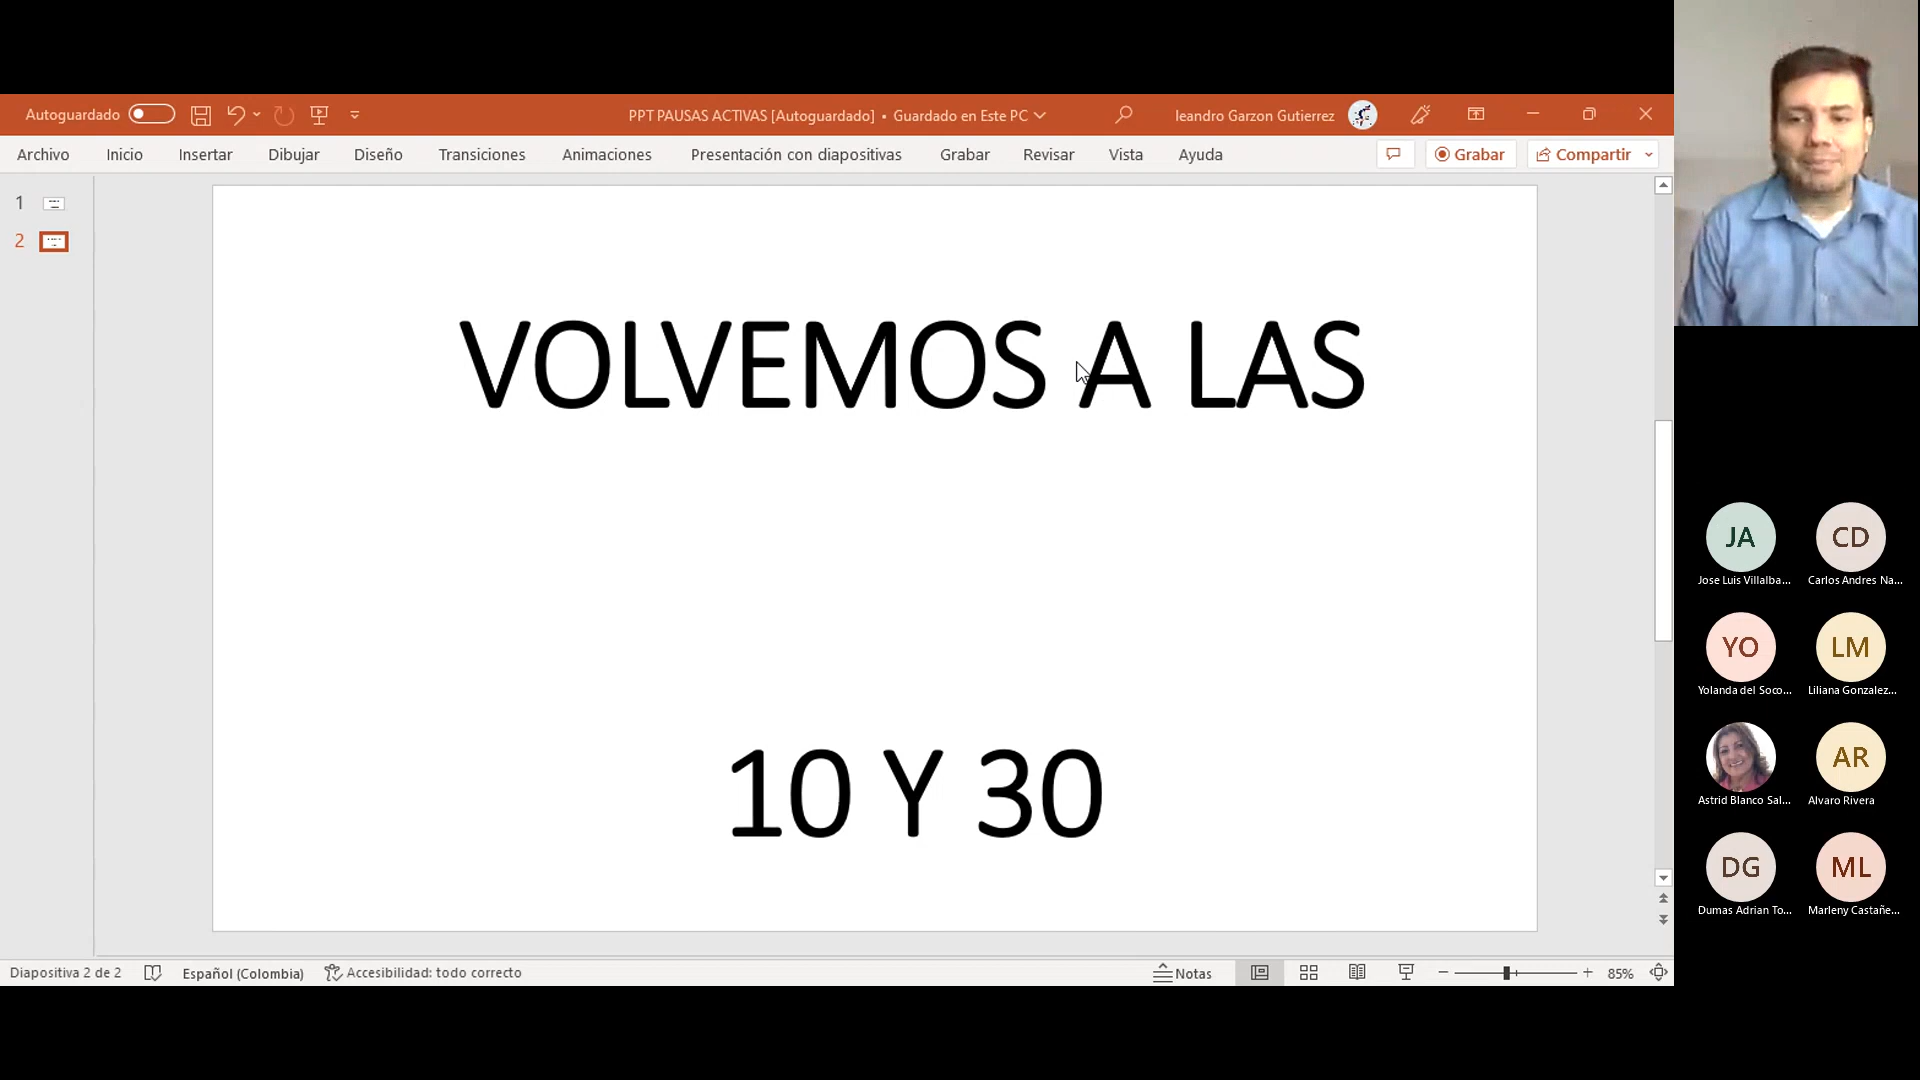 Autoguardado
PPT PAUSAS ACTIVAS [Autoguardado] • Guardado en Este PC
leandro Garzon Gutierrez
Archivo Inicio Insertar Dibujar Diseño Transiciones Animaciones Presentación con diapositivas Grabar Revisar Vista Ayuda
Grabar Compartir
1
2
VOLVEMOS A LAS
10 Y 30
Diapositiva 2 de 2 Español (Colombia) Accesibilidad: todo correcto Notas 85%
JA CD
Jose Luis Villalba... Carlos Andres Na...
YO LM
Yolanda del Soco... Liliana Gonzalez...
AR
Astrid Blanco Sal... Alvaro Rivera
DG ML
Dumas Adrian To... Marleny Castañe...